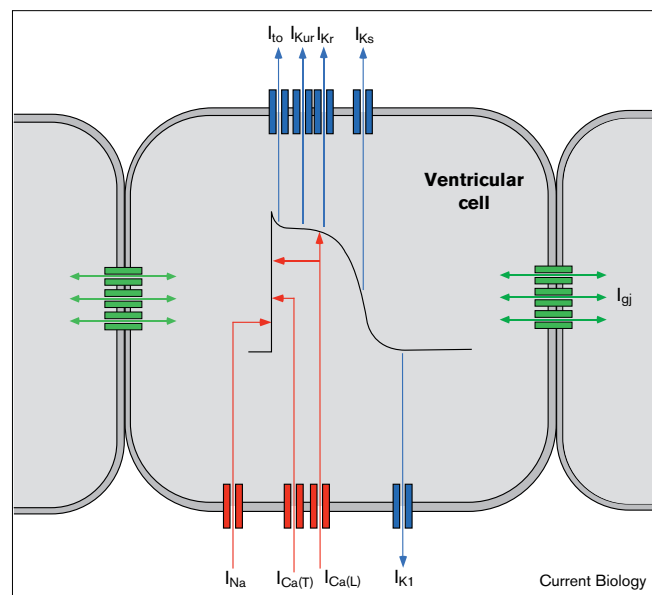 Ito IKur IKr IKs
Ventricular
cell
Igj
INa ICa(T) ICa(L) IK1
Current Biology